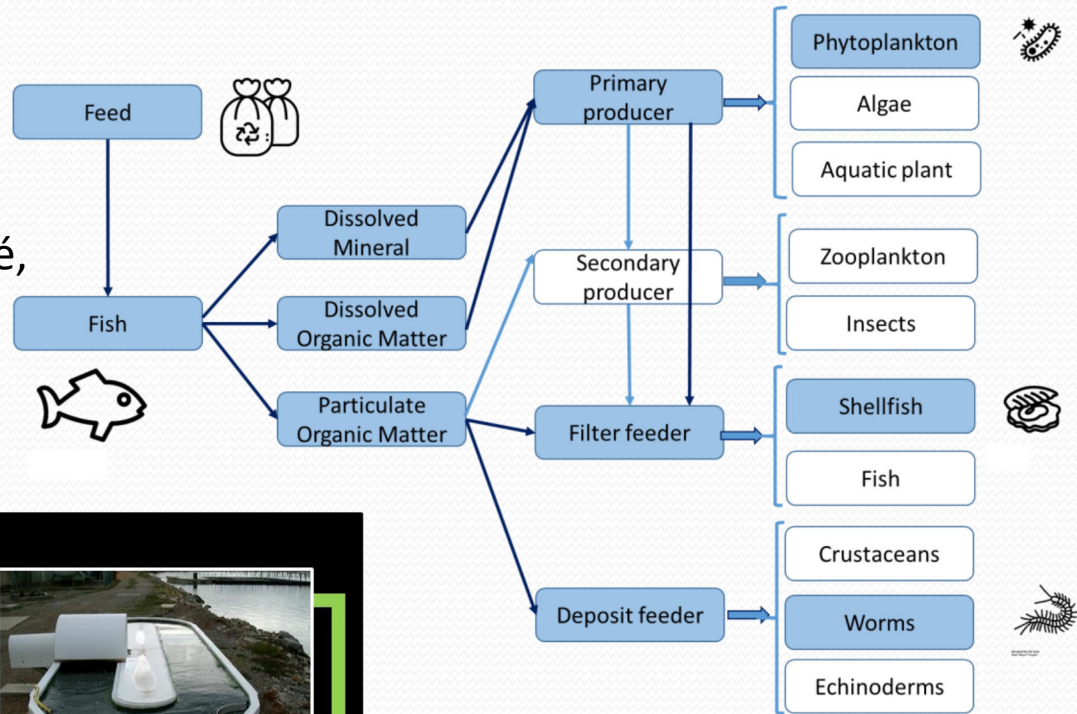 Feed
é,
Fish
Dissolved
Mineral
Dissolved
Organic Matter
Particulate
Organic Matter
Primary
producer
Secondary
producer
Filter feeder
Deposit feeder
Phytoplankton
Algae
Aquatic plant
Zooplankton
Insects
Shellfish
Fish
Crustaceans
Worms
Echinoderms